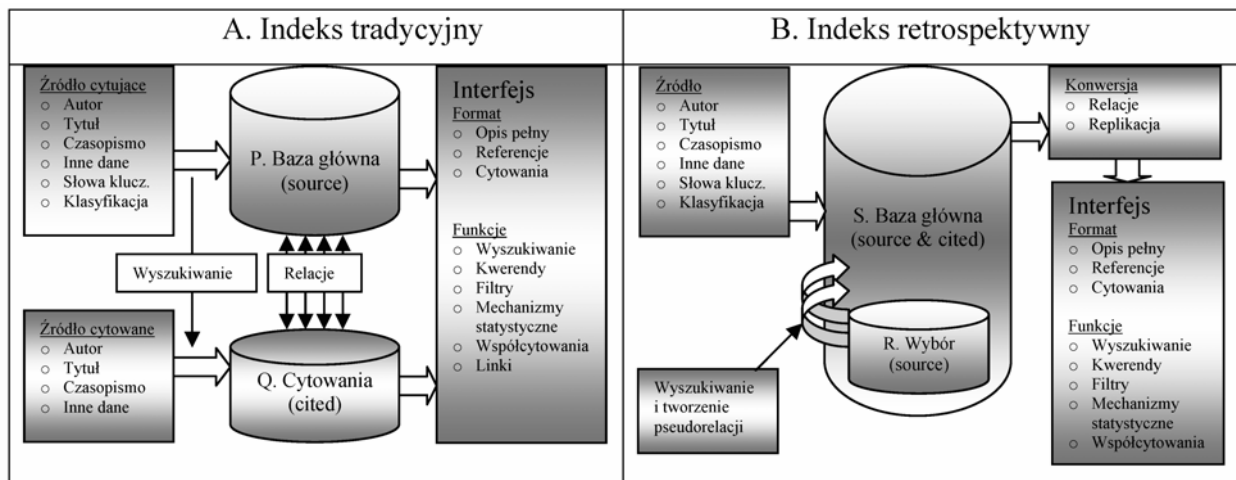 A. Indeks tradycyjny
Źródło cytujące
○ Autor
○ Tytuł
○ Czasopismo
○ Inne dane
○ Słowa klucz.
○ Klasyfikacja
P. Baza główna
(source)
Wyszukiwanie
Relacje
Źródło cytowane
○ Autor
○ Tytuł
○ Czasopismo
○ Inne dane
Q. Cytowania
(cited)
Interfejs
Format
○ Opis pełny
○ Referencje
○ Cytowania
Funkcje
○ Wyszukiwanie
○ Kwerendy
○ Filtry
○ Mechanizmy
statystyczne
○ Współcytowania
○ Linki
B. Indeks retrospektywny
Źródło
○ Autor
○ Tytuł
○ Czasopismo
○ Inne dane
○ Słowa klucz.
○ Klasyfikacja
S. Baza główna
(source & cited)
R. Wybór
(source)
Wyszukiwanie
i tworzenie
pseudorelacji
Konwersja
○ Relacje
○ Replikacja
Interfejs
Format
○ Opis pełny
○ Referencje
○ Cytowania
Funkcje
○ Wyszukiwanie
○ Kwerendy
○ Filtry
○ Mechanizmy
statystyczne
○ Współcytowania